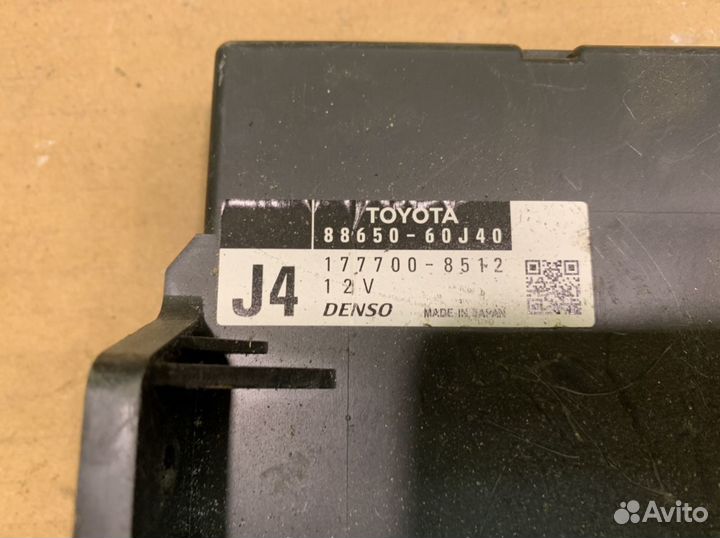 TOYOTA
88650-60J40
177700-8512
J4
12V
DENSO MADE IN JAPAN
Avito